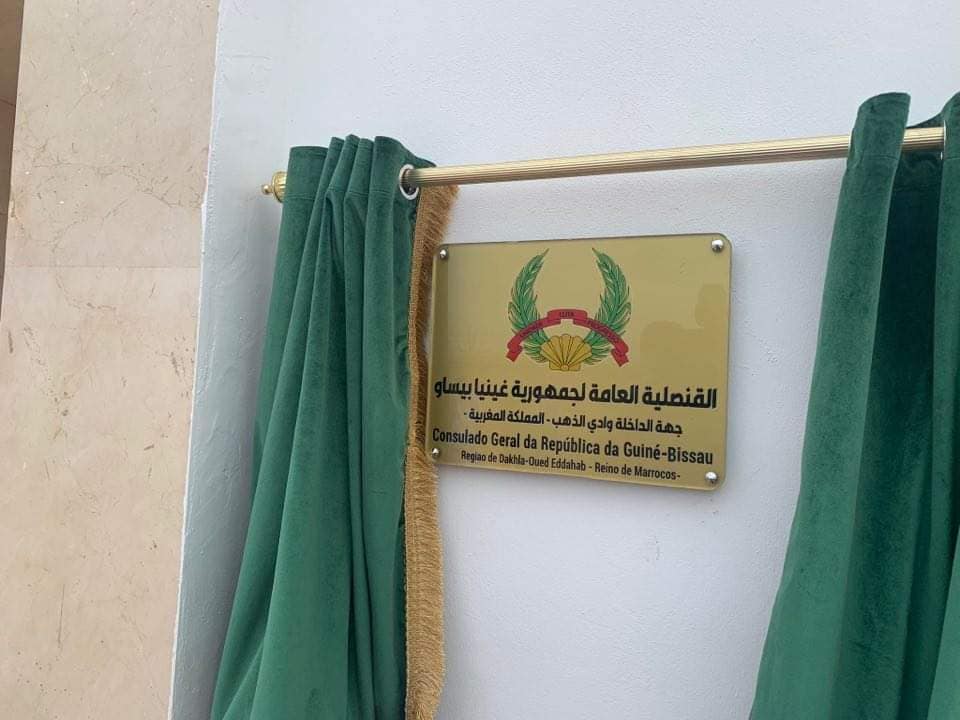 LUTA
القنصلية العامة لجمهورية غينيا بيساو
جهة الداخلة وادي الذهب - المملكة المغربية -
Consulado Geral da República da Guiné-Bissau
Regiao de Dakhla-Oued Eddahab - Reino de Marrocos-